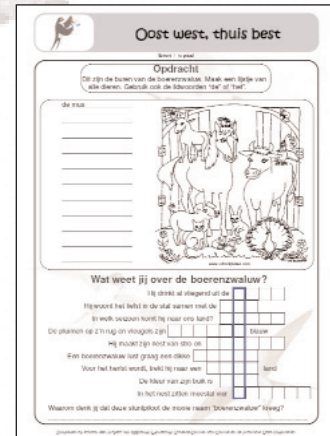 Oost west, thuis best
Opdracht
Dit zijn de buren van de boerenzwaluw. Maak een lijstje van
alle dieren. Gebruik ook de lidwoorden "de" of "het".
de mus
Wat weet jij over de boerenzwaluw?
Hij drinkt al vliegend uit de
Hij woont het liefst in de stal samen met de
In welk seizoen komt hij naar ons land?
De pluimen op z'n rug en vleugels zijn blauw
Hij maakt zijn nest van stro en
Een boerenzwaluw lust graag een dikke
Voor het herfst wordt, trekt hij naar een land
De kleur van zijn buik is
In het nest zitten meestal vier
Waarom denk jij dat deze stuntpiloot de mooie naam "boerenzwaluw" kreeg?